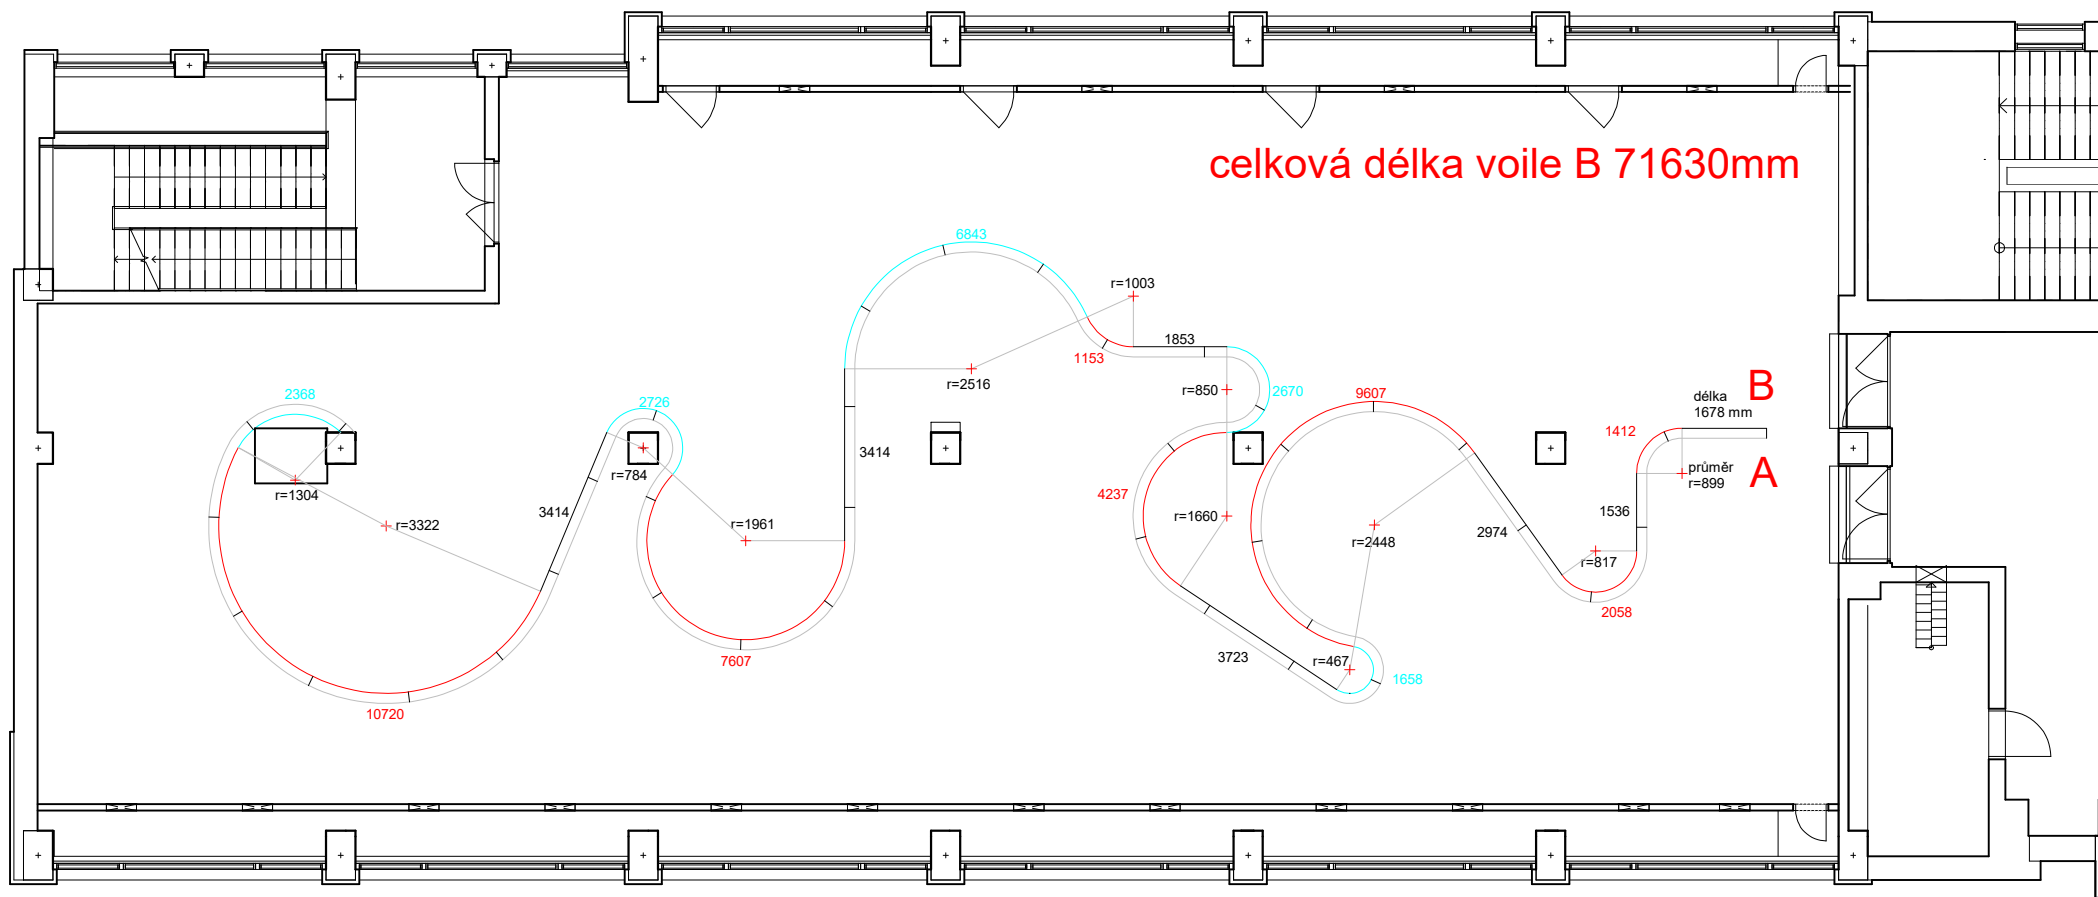 celková délka voile B 71630mm
6843
r=1003
1853
1153
r=2516
r=850
2670
9607
délka
1678 mm
B
2368
2726
1412
průměr
r=899
A
3414
r=784
r=1304
4237
3414
r=3322
r=1961
r=1660
r=2448
2974
1536
r=817
2058
7607
3723
r=467
1658
10720